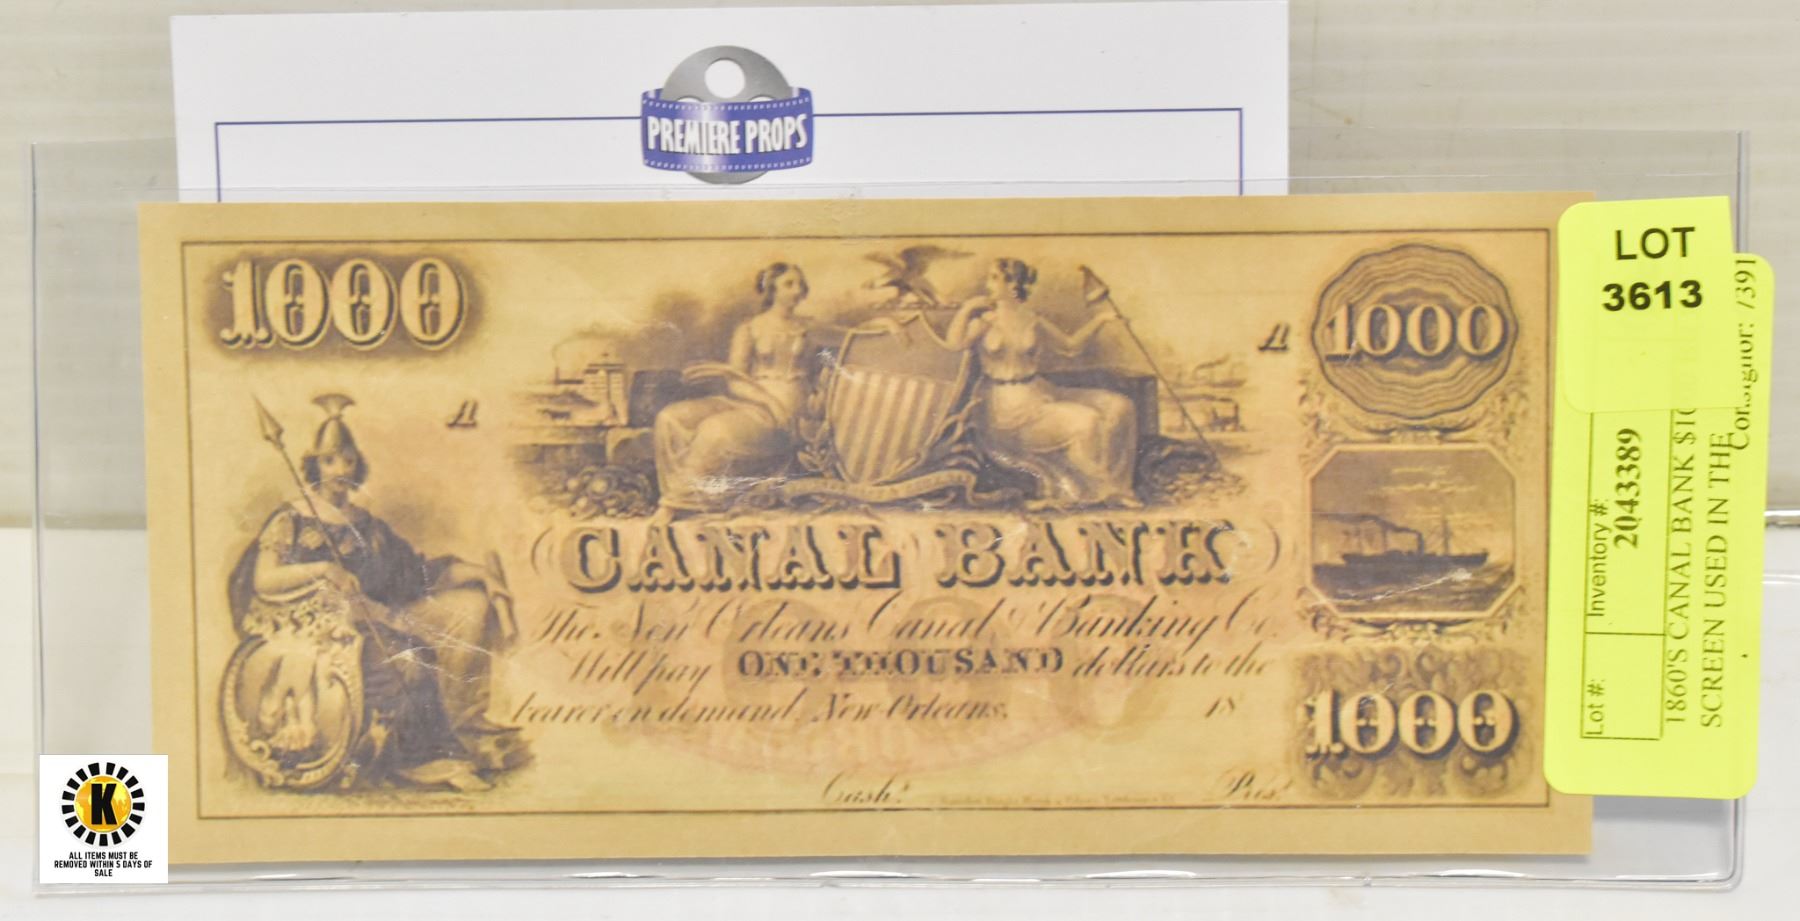 PREMIERE PROPS
1000
A
A
1000
CANAL BANK
The New Orleans Canal & Banking Co.
Will pay ONE THOUSAND dollars to the
bearer on demand, New Orleans, 18
1000
Cash.r Pres.t
LOT
3613
Lot #:
Inventory #:
2043389
1860'S CANAL BANK $10
SCREEN USED IN THE
Consignor: 7391
K
ALL ITEMS MUST BE
REMOVED WITHIN 5 DAYS OF
SALE